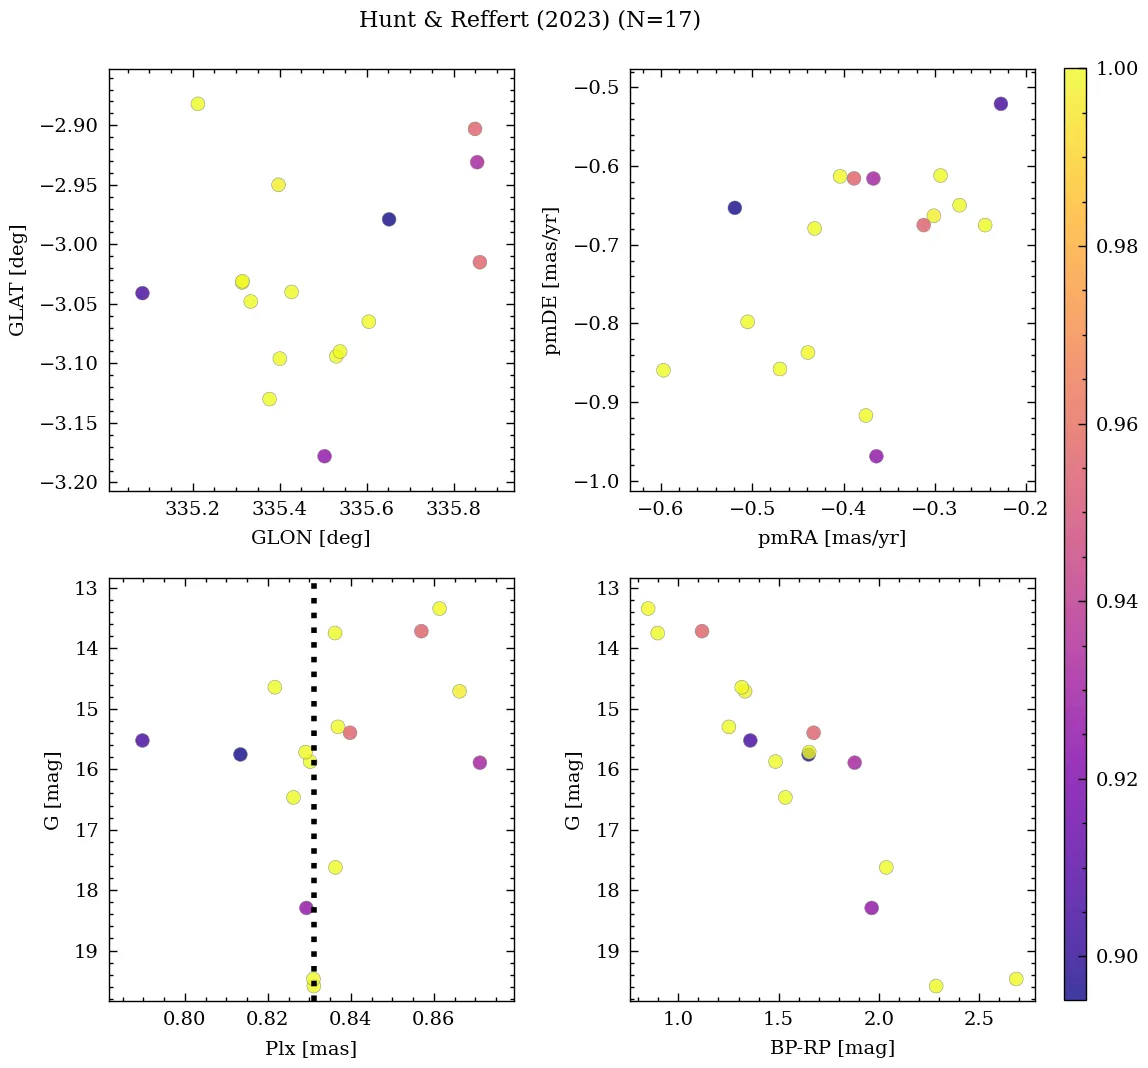 Hunt & Reffert (2023) (N=17)
−2.90
−2.95
−3.00
−3.05
−3.10
−3.15
−3.20
GLAT [deg]
335.2 335.4 335.6 335.8
GLON [deg]
−0.5
−0.6
−0.7
−0.8
−0.9
−1.0
pmDE [mas/yr]
−0.6 −0.5 −0.4 −0.3 −0.2
pmRA [mas/yr]
13
14
15
16
17
18
19
G [mag]
0.80 0.82 0.84 0.86
Plx [mas]
13
14
15
16
17
18
19
G [mag]
1.0 1.5 2.0 2.5
BP-RP [mag]
1.00
0.98
0.96
0.94
0.92
0.90